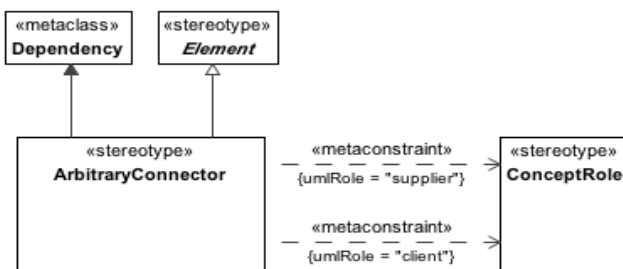 «metaclass»
Dependency
«stereotype»
Element
«stereotype»
ArbitraryConnector
«metaconstraint»
{umlRole = "supplier"}
«metaconstraint»
{umlRole = "client"}
«stereotype»
ConceptRole